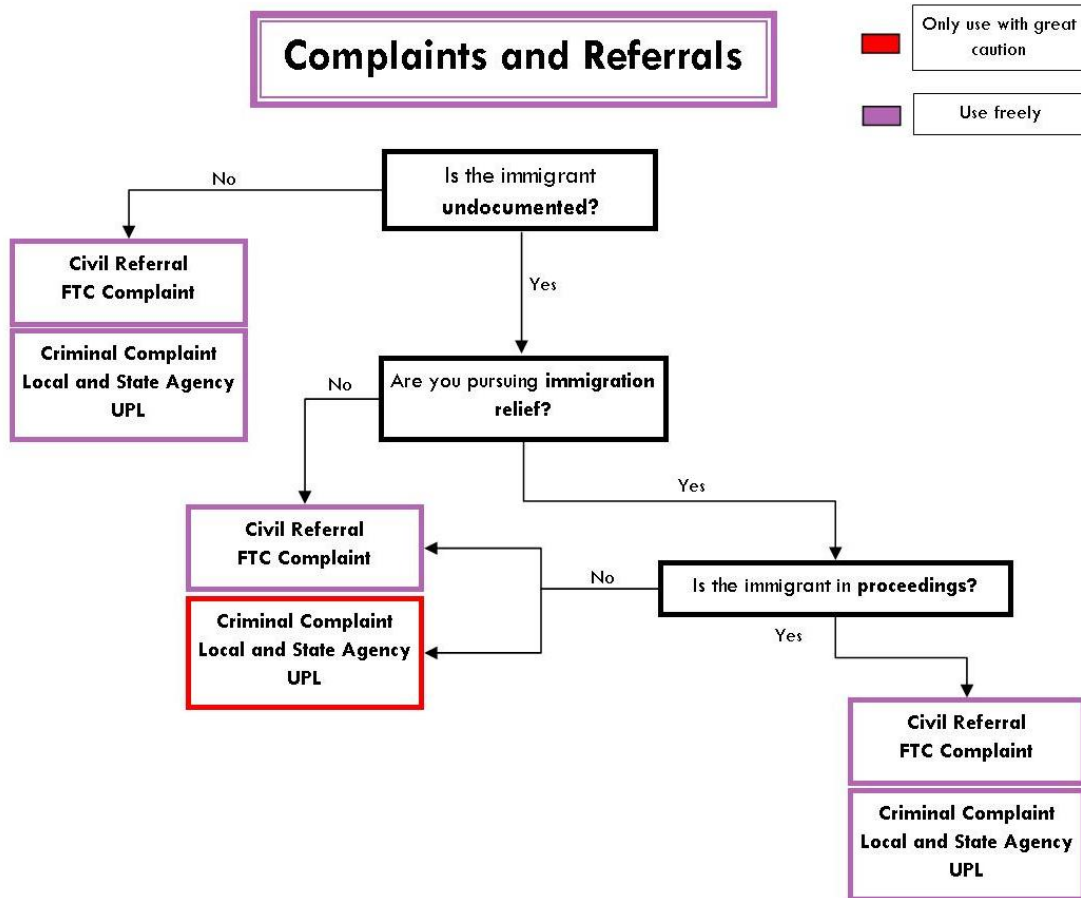 Complaints and Referrals
Only use with great
caution
Use freely
Is the immigrant
undocumented?
No
Yes
Civil Referral
FTC Complaint
Criminal Complaint
Local and State Agency
UPL
Are you pursuing immigration
relief?
No
Yes
Civil Referral
FTC Complaint
Criminal Complaint
Local and State Agency
UPL
No
Is the immigrant in proceedings?
Yes
Civil Referral
FTC Complaint
Criminal Complaint
Local and State Agency
UPL